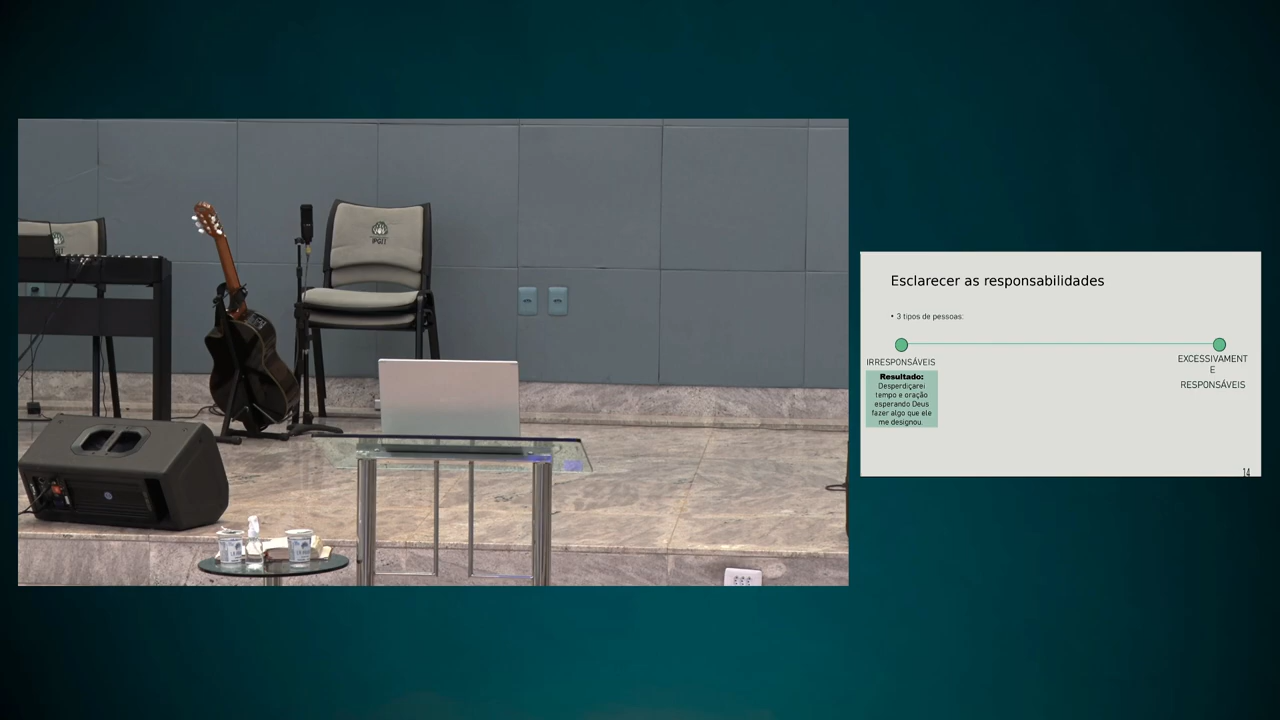 IPGII
Esclarecer as responsabilidades
• 3 tipos de pessoas:
IRRESPONSÁVEIS
Resultado:
Desperdiçarei
tempo e oração
esperando Deus
fazer algo que ele
me designou.
EXCESSIVAMENT
E
RESPONSÁVEIS
14